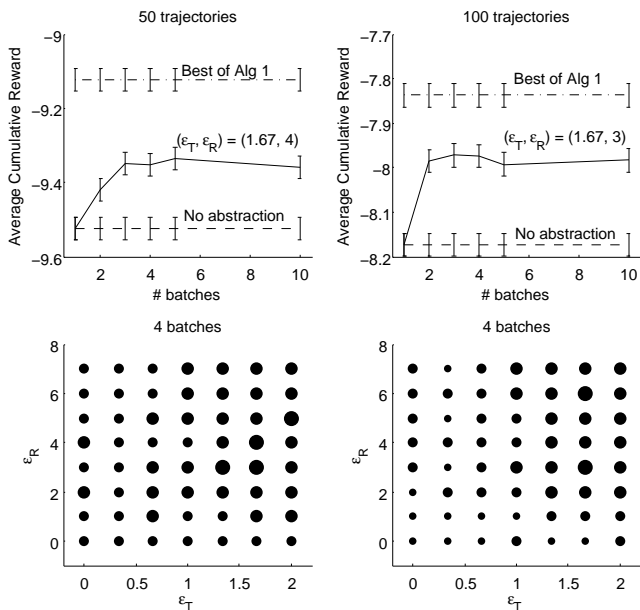 50 trajectories
Average Cumulative Reward
−9
−9.2
−9.4
−9.6
Best of Alg 1
(ε_T, ε_R) = (1.67, 4)
No abstraction
2 4 6 8 10
# batches
100 trajectories
Average Cumulative Reward
−7.7
−7.8
−7.9
−8
−8.1
−8.2
Best of Alg 1
(ε_T, ε_R) = (1.67, 3)
No abstraction
2 4 6 8 10
# batches
4 batches
ε_R
8
6
4
2
0
0 0.5 1 1.5 2
ε_T
4 batches
ε_R
8
6
4
2
0
0 0.5 1 1.5 2
ε_T